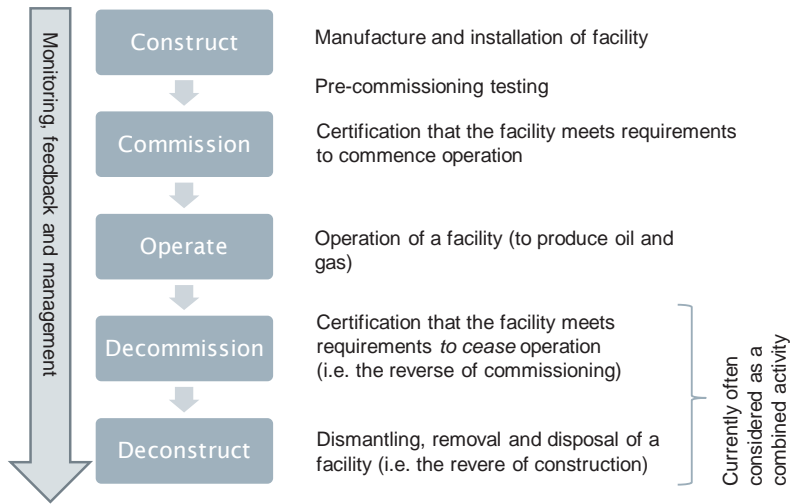 Monitoring, feedback and management
Construct
Manufacture and installation of facility
Pre-commissioning testing
Commission
Certification that the facility meets requirements
to commence operation
Operate
Operation of a facility (to produce oil and
gas)
Decommission
Certification that the facility meets
requirements to cease operation
(i.e. the reverse of commissioning)
Deconstruct
Dismantling, removal and disposal of a
facility (i.e. the revere of construction)
Currently often
considered as a
combined activity